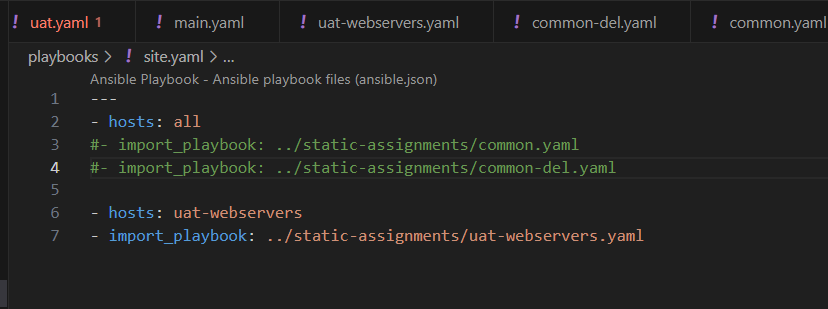 ! uat.yaml 1 ! main.yaml ! uat-webservers.yaml ! common-del.yaml ! common.yaml
playbooks > ! site.yaml > ...
Ansible Playbook - Ansible playbook files (ansible.json)
1 ---
2 - hosts: all
3 #- import_playbook: ../static-assignments/common.yaml
4 #- import_playbook: ../static-assignments/common-del.yaml
5
6 - hosts: uat-webservers
7 - import_playbook: ../static-assignments/uat-webservers.yaml